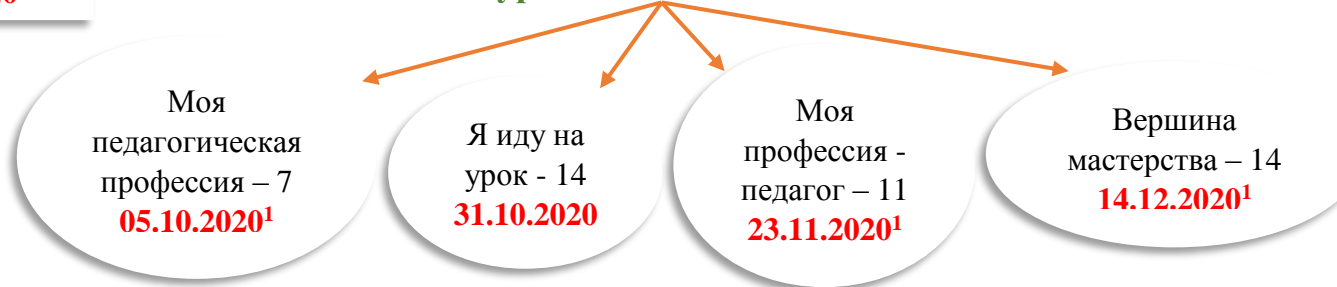 Моя
педагогическая
профессия – 7
05.10.2020¹
Я иду на
урок - 14
31.10.2020
Моя
профессия -
педагог – 11
23.11.2020¹
Вершина
мастерства – 14
14.12.2020¹